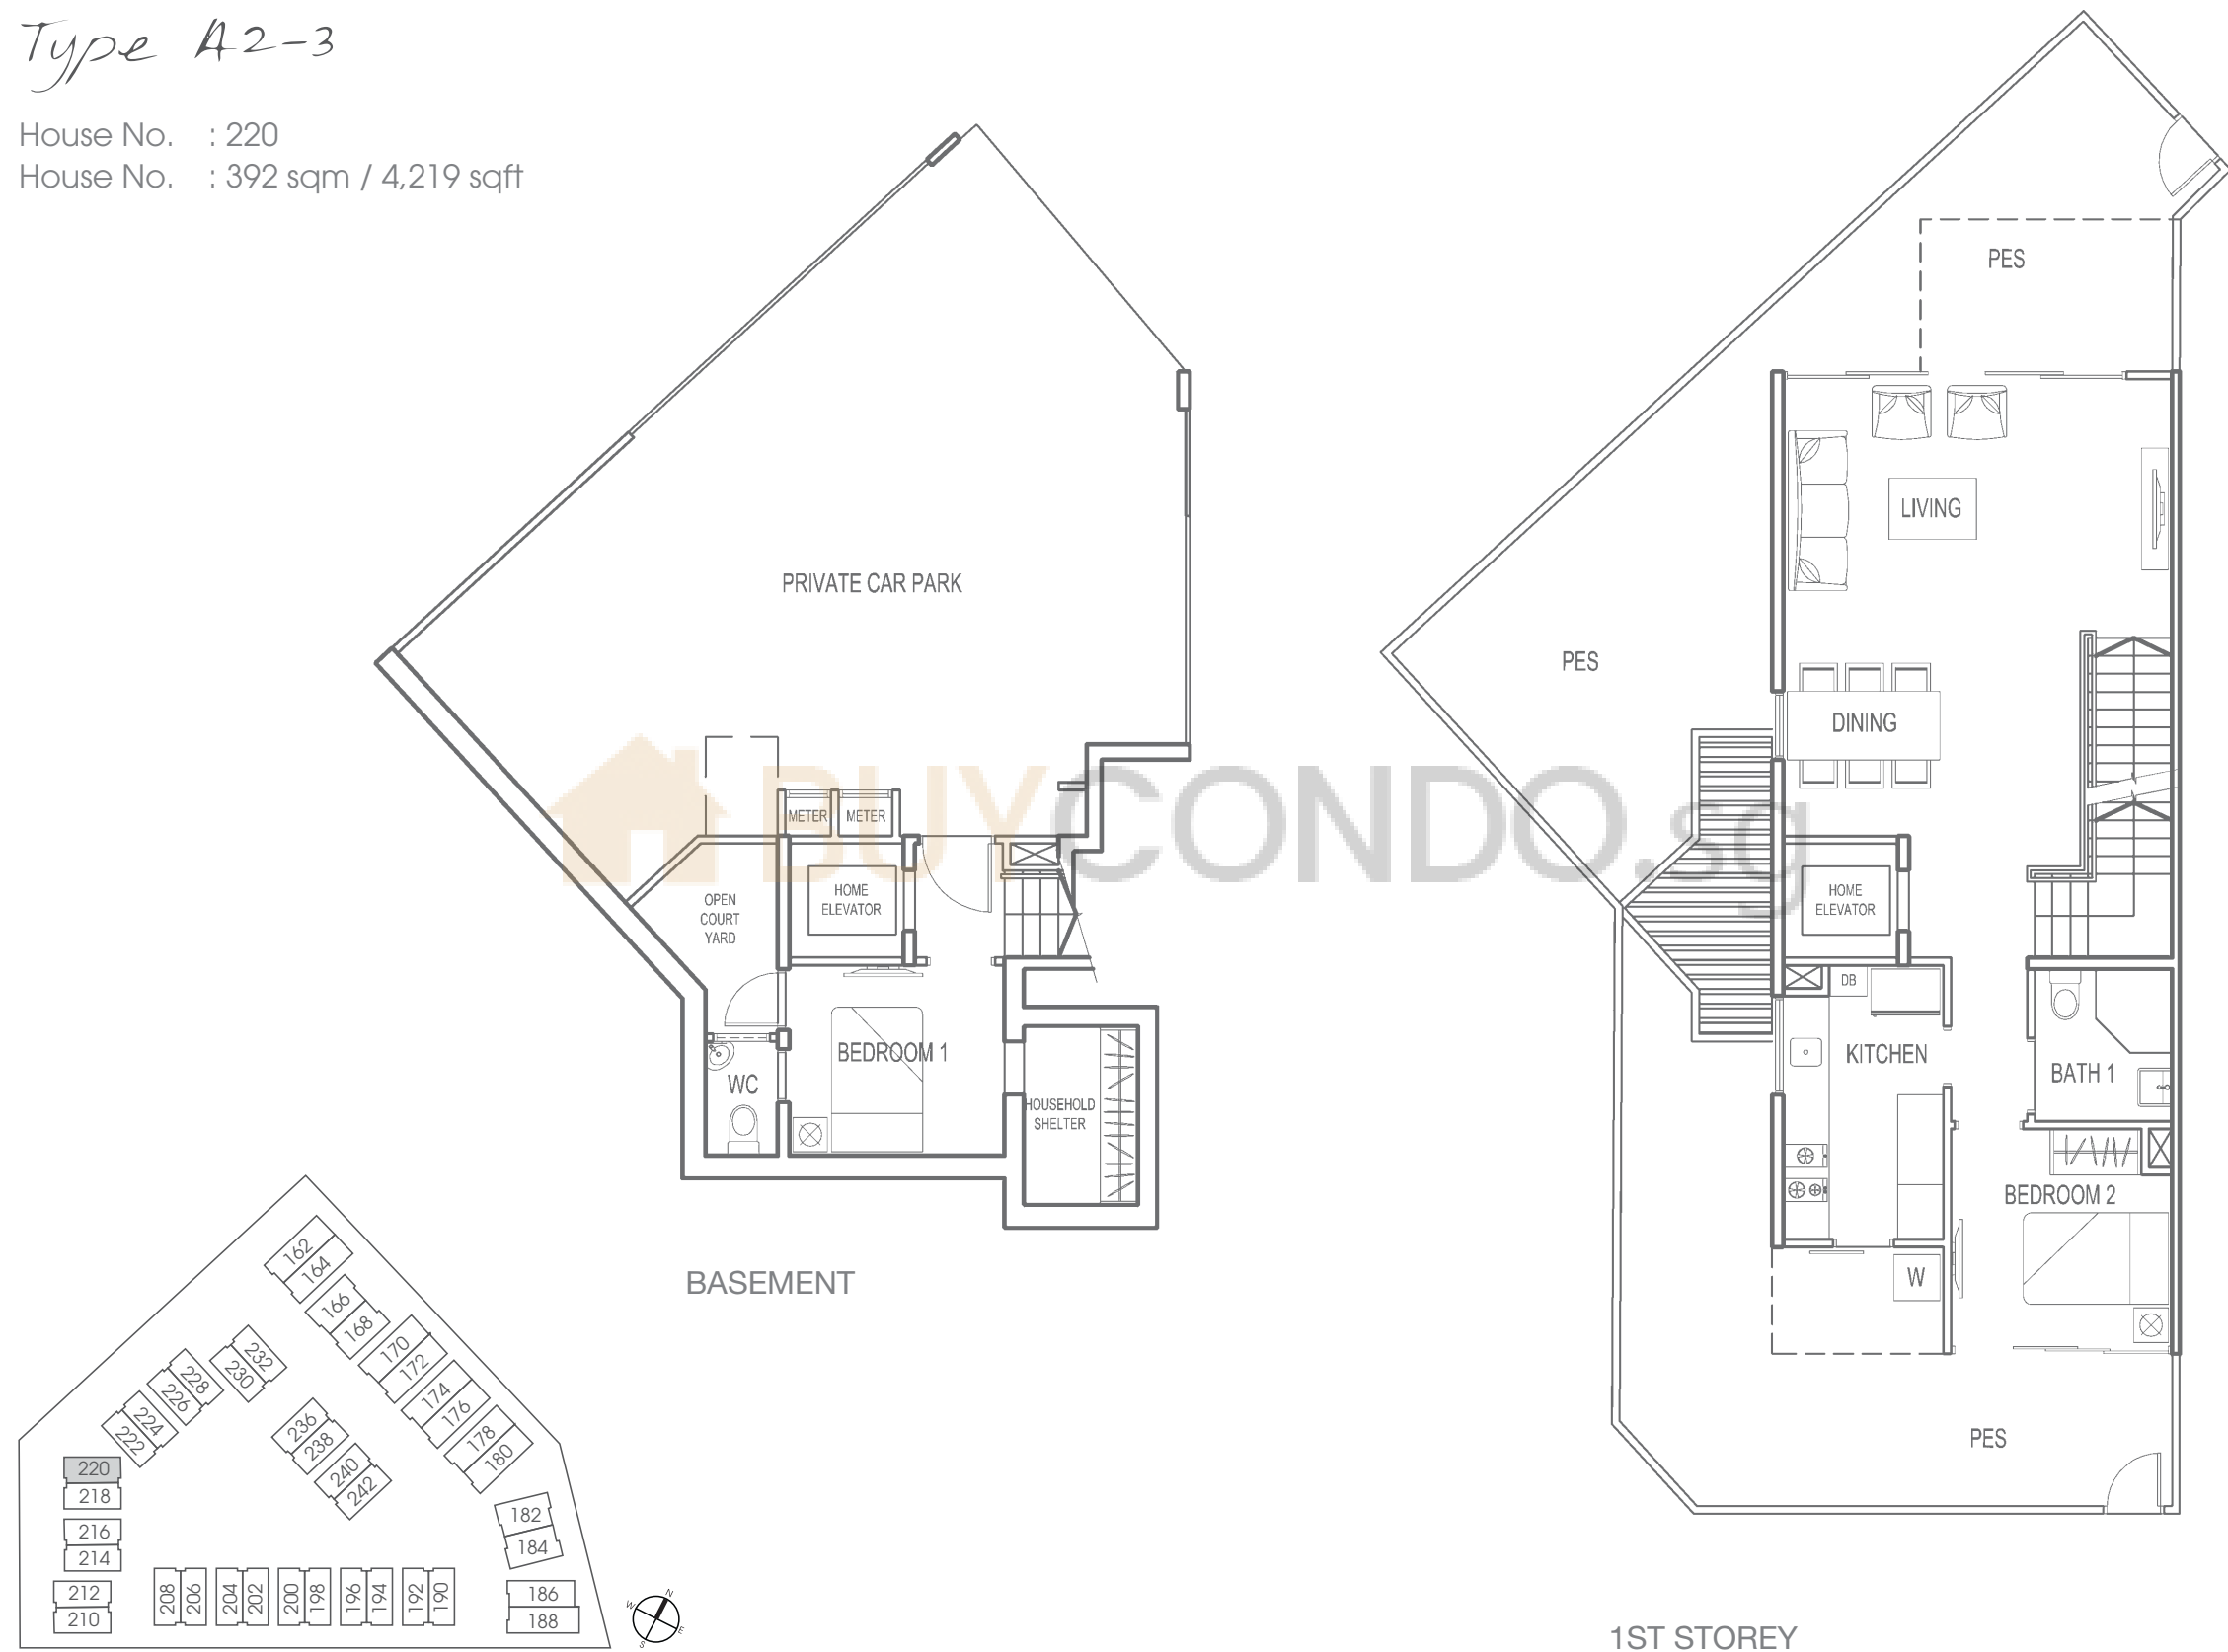 Type A2-3
House No. : 220
House No. : 392 sqm / 4,219 sqft
PRIVATE CAR PARK
METER
METER
HOME
ELEVATOR
OPEN
COURT
YARD
BEDROOM 1
WC
HOUSEHOLD
SHELTER
BASEMENT
PES
LIVING
PES
DINING
HOME
ELEVATOR
DB
KITCHEN
BATH 1
BEDROOM 2
W
PES
1ST STOREY
BUYCONDO.sg
162
164
166
168
170
172
174
176
178
180
182
184
186
188
190
192
194
196
198
200
202
204
206
208
210
212
214
216
218
220
222
224
226
228
230
232
236
238
240
242
N
W
E
S